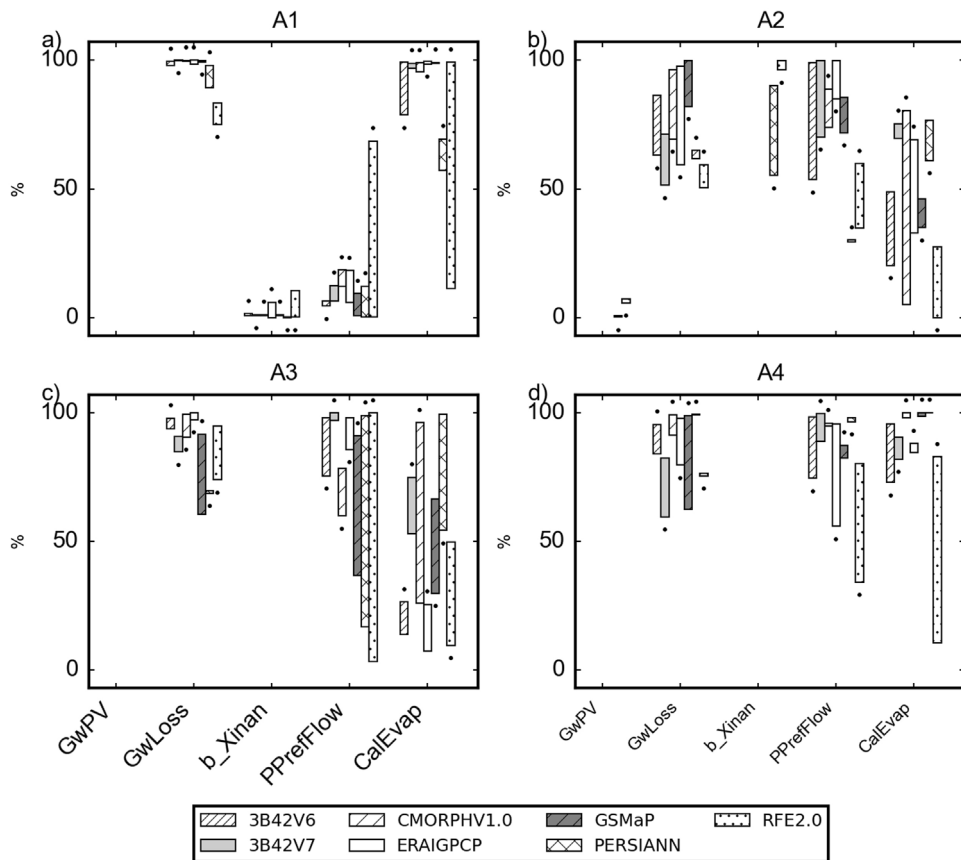 A1
A2
a)
b)
100
50
0
%
100
50
0
%
A3
A4
c)
d)
100
50
0
%
100
50
0
%
GwPV
GwLoss
b_Xinan
PPrefFlow
CalEvap
GwPV
GwLoss
b_Xinan
PPrefFlow
CalEvap
3B42V6 CMORPHV1.0 GSMaP RFE2.0
3B42V7 ERAIGPCP PERSIANN